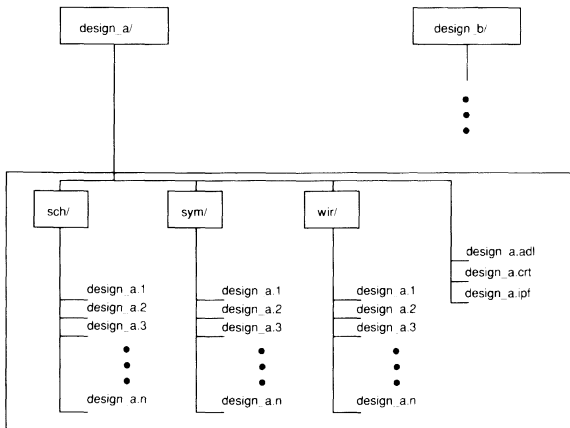 design_a/
design_b/
sch/
sym/
wir/
design_a.adl
design_a.crt
design_a.ipf
design_a.1
design_a.2
design_a.3
design_a.n
design_a.1
design_a.2
design_a.3
design_a.n
design_a.1
design_a.2
design_a.3
design_a.n